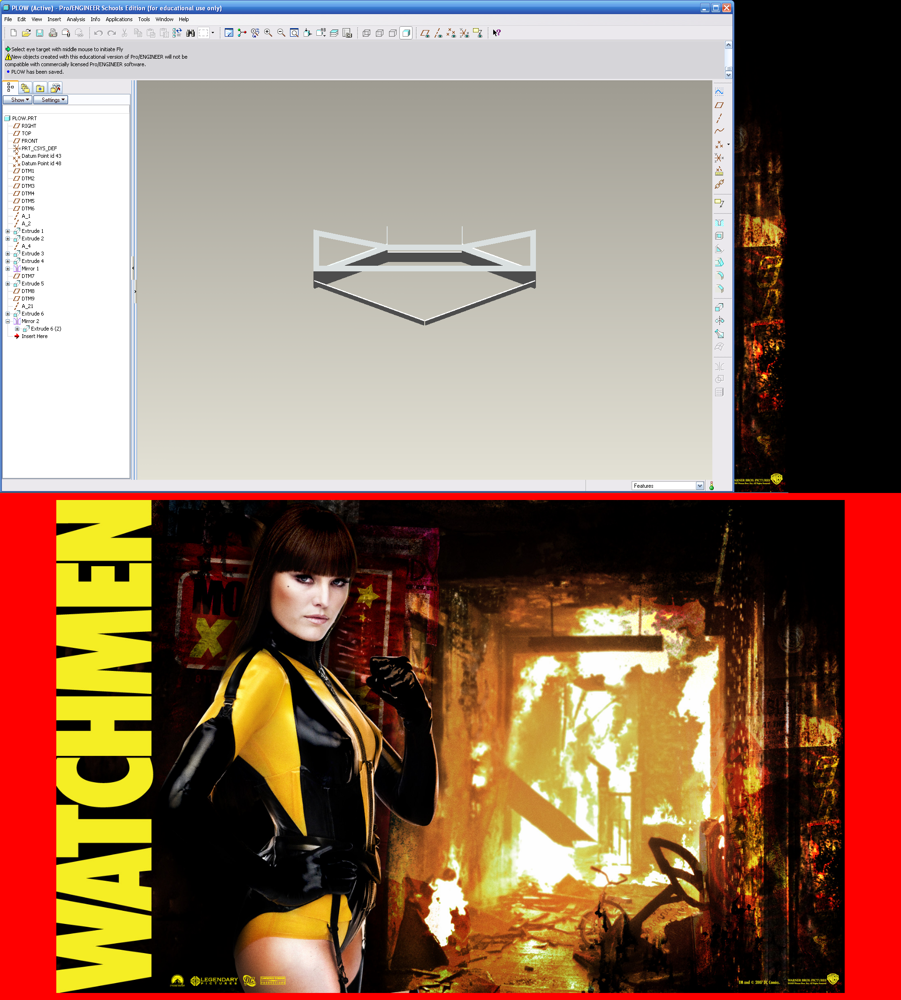 PLOW (Active) - Pro/ENGINEER Schools Edition (for educational use only)
File Edit View Insert Analysis Info Applications Tools Window Help
Select eye target with middle mouse to initiate Fly
New objects created with this educational version of Pro/ENGINEER will not be
compatible with commercially licensed Pro/ENGINEER software.
PLOW has been saved.
Show Settings
PLOW.PRT
RIGHT
TOP
FRONT
PRT_CSYS_DEF
Datum Point id 43
Datum Point id 48
DTM1
DTM2
DTM3
DTM4
DTM5
DTM6
A_1
A_2
Extrude 1
Extrude 2
A_4
Extrude 3
Extrude 4
Mirror 1
DTM7
Extrude 5
DTM8
DTM9
A_21
Extrude 6
Mirror 2
Extrude 6 (2)
Insert Here
Features
ARNER BROS. PICTURES
WATCHMEN
MO
X
LEGENDARY
PICTURES
DC
TM and © 2007 DC Comics.
WARNER BROS. PICTURES